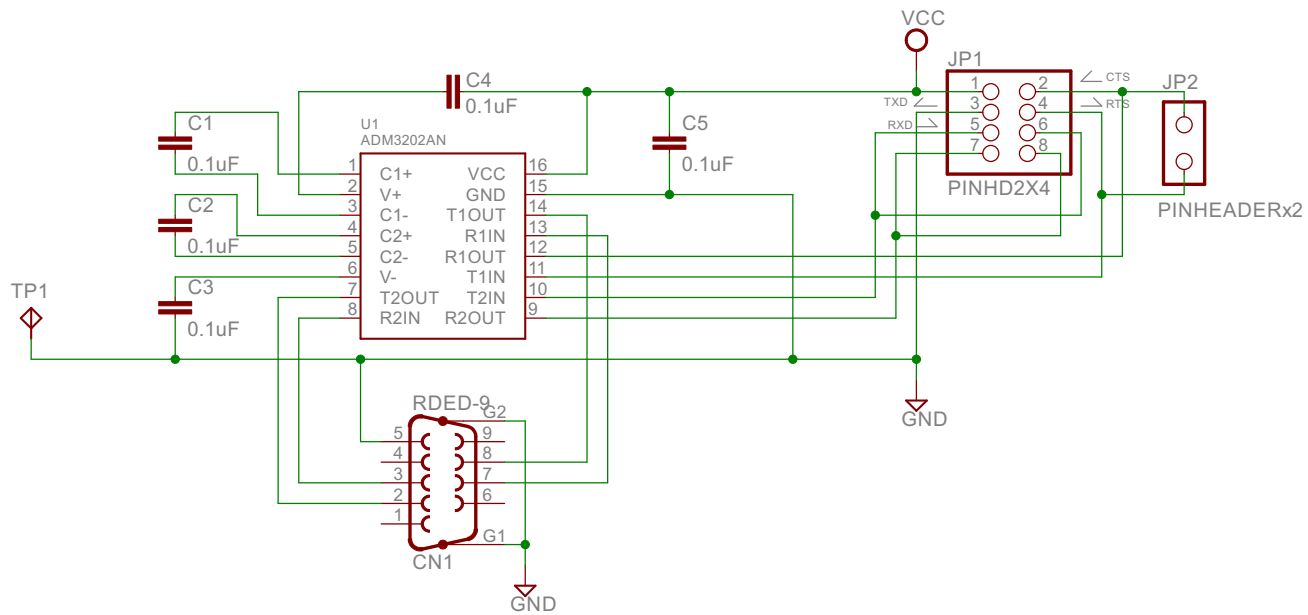 VCC
JP1
C4
0.1uF
1
2
CTS
JP2
TXD
3
4
RTS
C1
0.1uF
U1
ADM3202AN
C5
0.1uF
RXD
5
6
7
8
PINHD2X4
PINHEADERx2
1
C1+
VCC
16
2
V+
GND
15
3
C1-
T1OUT
14
C2
0.1uF
4
C2+
R1IN
13
5
C2-
R1OUT
12
6
V-
T1IN
11
TP1
C3
0.1uF
7
T2OUT
T2IN
10
8
R2IN
R2OUT
9
GND
RDED-9
G2
5
9
4
8
3
7
2
6
1
G1
CN1
GND